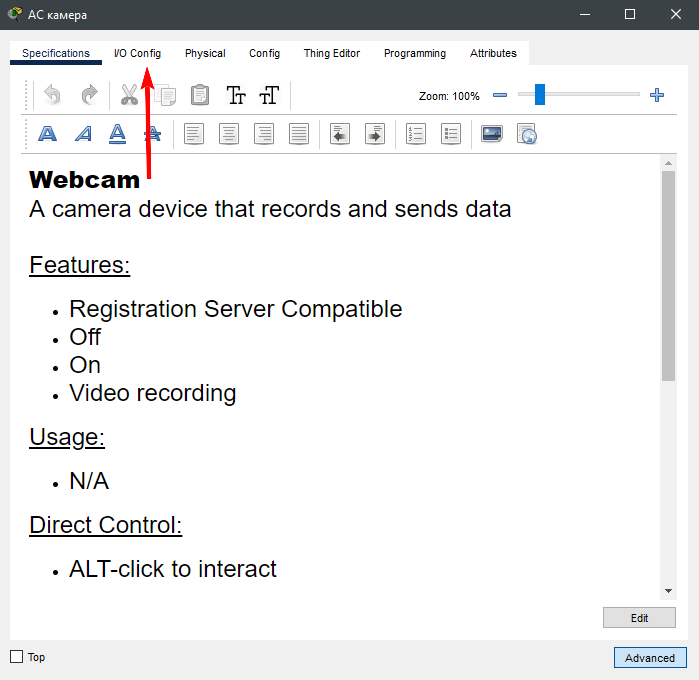 АС камера
Specifications I/O Config Physical Config Thing Editor Programming Attributes
Zoom: 100%
Webcam
A camera device that records and sends data
Features:
Registration Server Compatible
Off
On
Video recording
Usage:
N/A
Direct Control:
ALT-click to interact
Edit
Top
Advanced